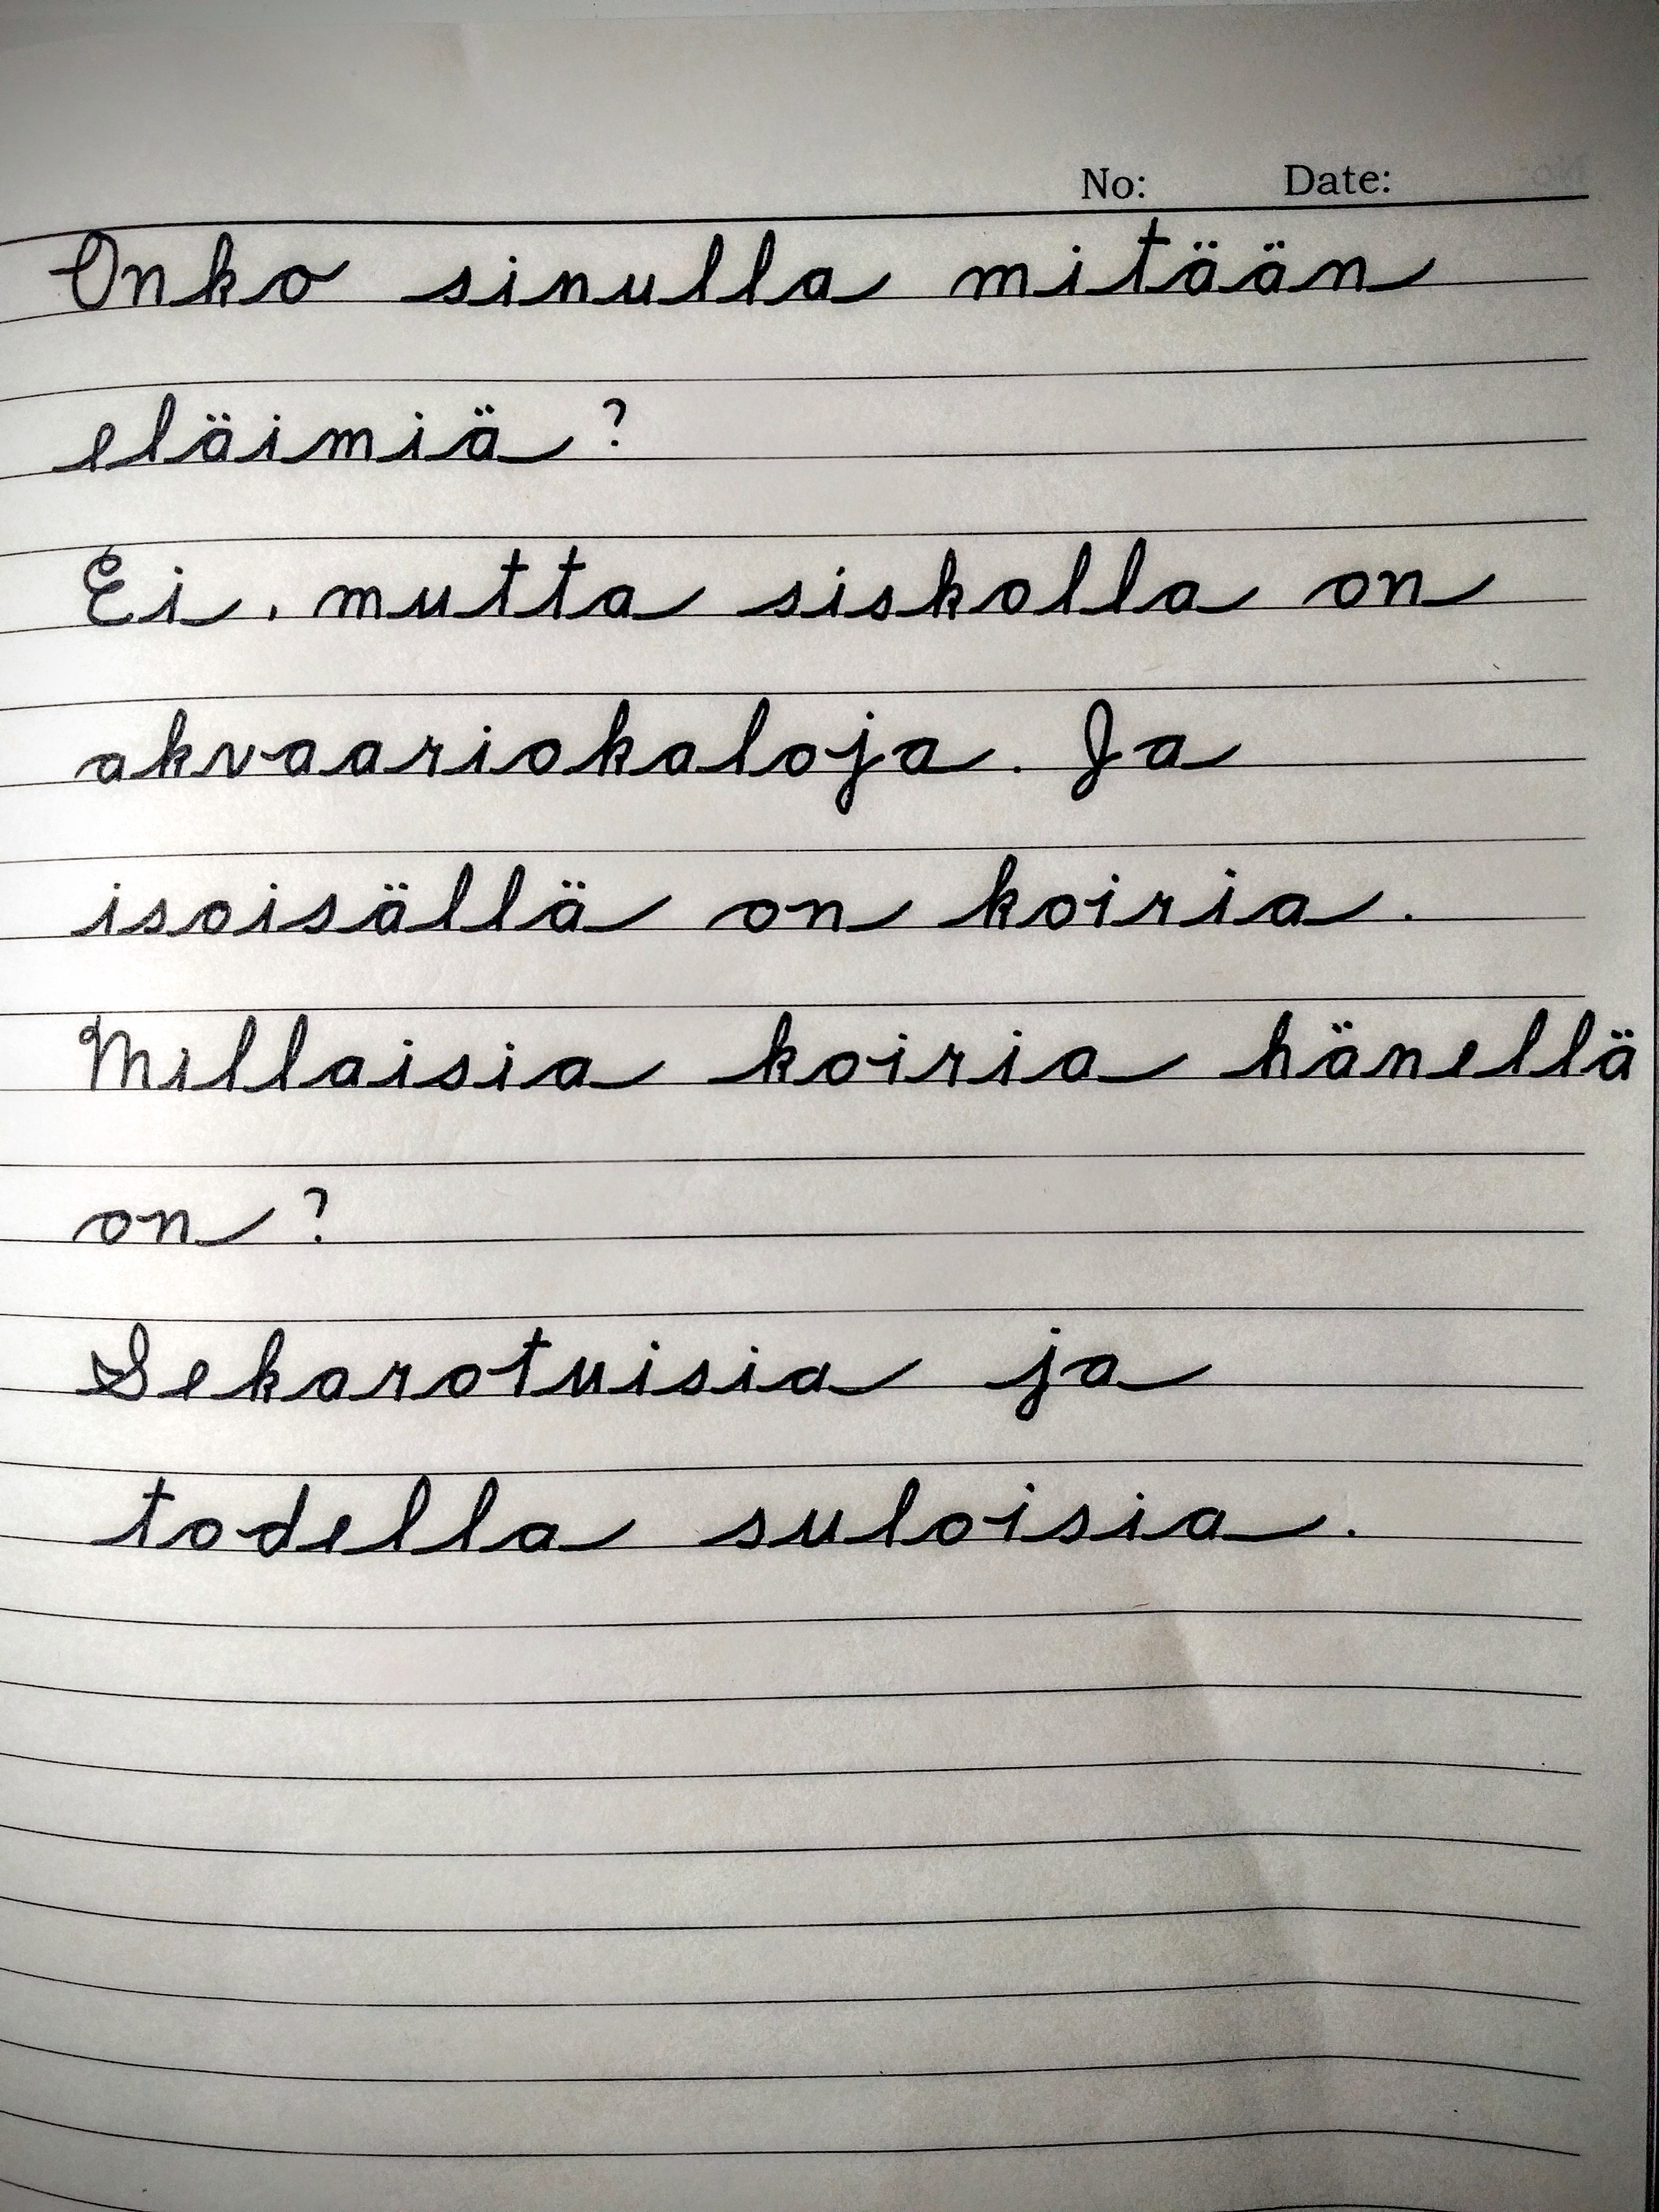 No: Date:
Onko sinulla mitään
eläimiä?
Ei, mutta siskolla on
akvaariokaloja. Ja
isoisällä on koiria.
Millaisia koiria hänellä
on?
Sekarotuisia ja
todella suloisia.